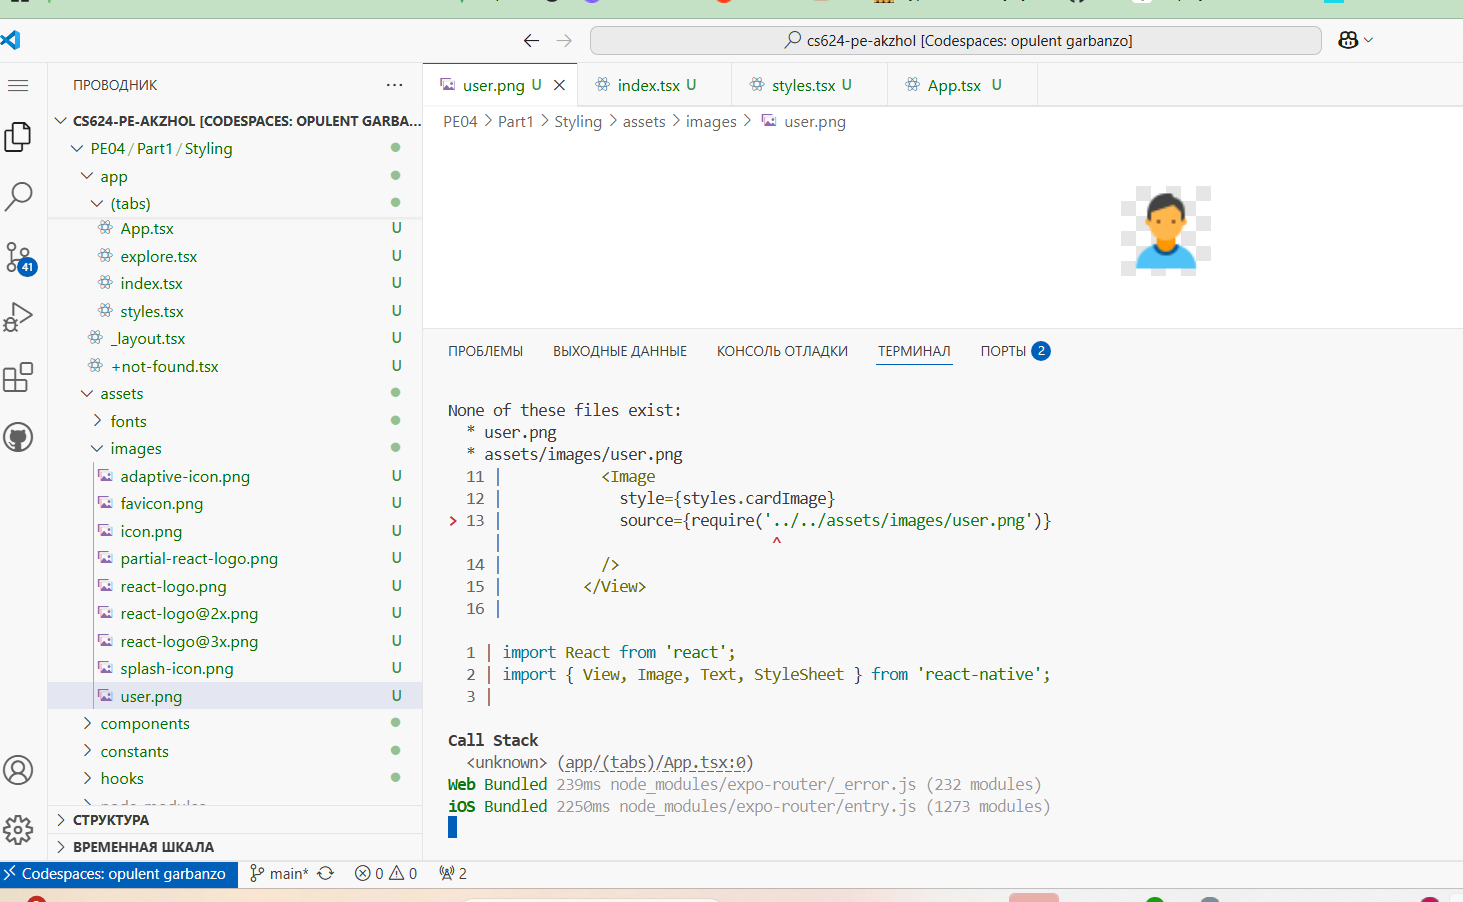 cs624-pe-akzhol [Codespaces: opulent garbanzo]
ПРОВОДНИК
CS624-PE-AKZHOL [CODESPACES: OPULENT GARBA...
PE04 / Part1 / Styling
app
(tabs)
App.tsx U
explore.tsx U
index.tsx U
styles.tsx U
_layout.tsx U
+not-found.tsx U
assets
fonts
images
adaptive-icon.png U
favicon.png U
icon.png U
partial-react-logo.png U
react-logo.png U
react-logo@2x.png U
react-logo@3x.png U
splash-icon.png U
user.png U
components
constants
hooks
node_modules
СТРУКТУРА
ВРЕМЕННАЯ ШКАЛА
41
user.png U
index.tsx U
styles.tsx U
App.tsx U
PE04 > Part1 > Styling > assets > images > user.png
ПРОБЛЕМЫ ВЫХОДНЫЕ ДАННЫЕ КОНСОЛЬ ОТЛАДКИ ТЕРМИНАЛ ПОРТЫ 2
None of these files exist:
* user.png
* assets/images/user.png
11 | <Image
12 | style={styles.cardImage}
> 13 | source={require('../../assets/images/user.png')}
| ^
14 | />
15 | </View>
16 |
1 | import React from 'react';
2 | import { View, Image, Text, StyleSheet } from 'react-native';
3 |
Call Stack
<unknown> (app/(tabs)/App.tsx:0)
Web Bundled 239ms node_modules/expo-router/_error.js (232 modules)
iOS Bundled 2250ms node_modules/expo-router/entry.js (1273 modules)
Codespaces: opulent garbanzo main* 0 0 2